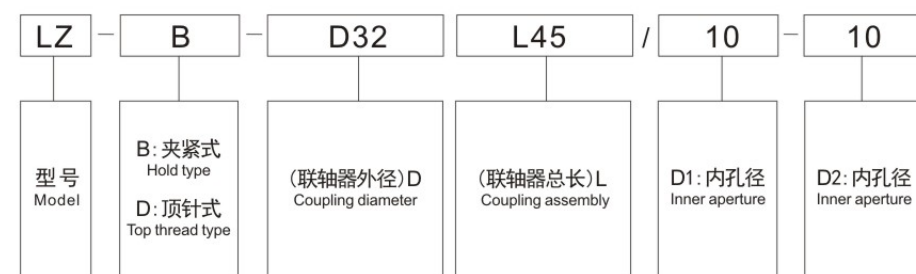 LZ - B - D32 L45 / 10 - 10
型号
Model
B:夹紧式
Hold type
D:顶针式
Top thread type
(联轴器外径)D
Coupling diameter
(联轴器总长)L
Coupling assembly
D1:内孔径
Inner aperture
D2:内孔径
Inner aperture